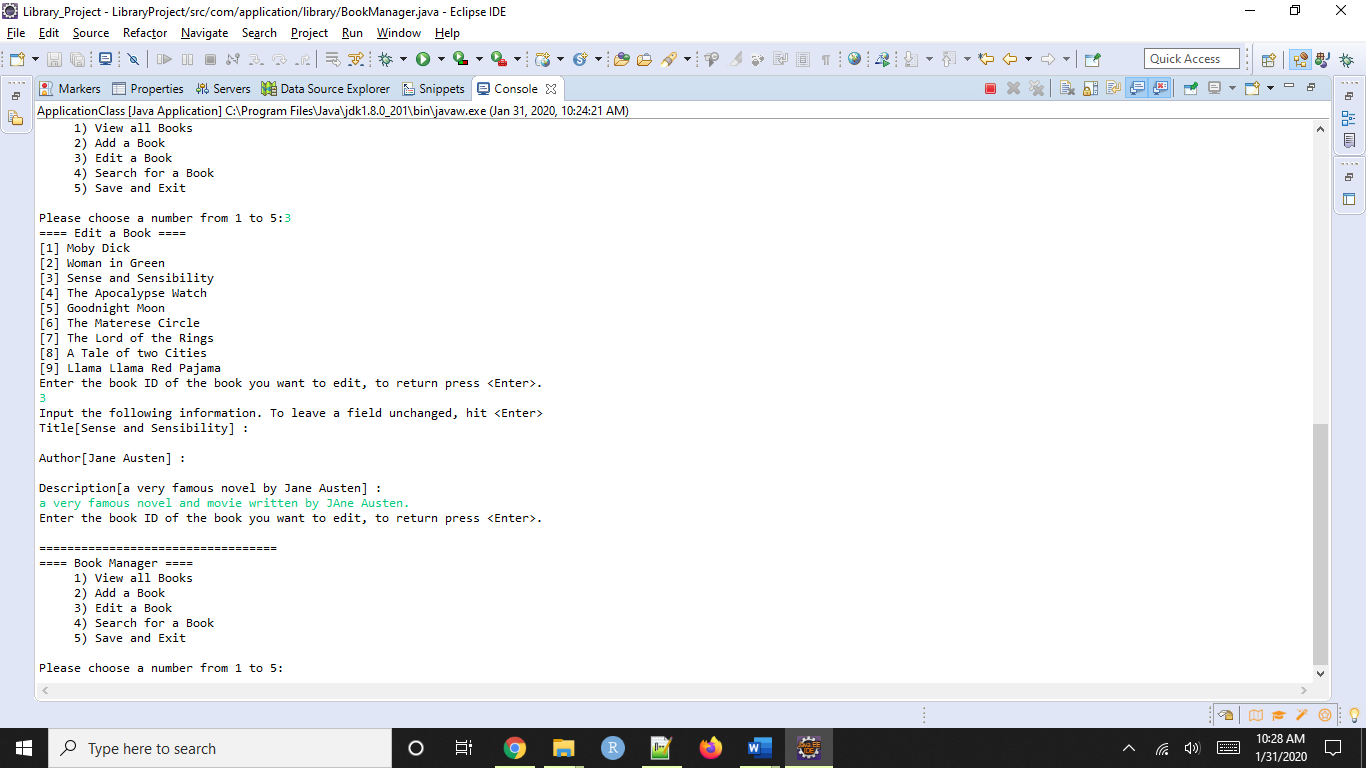 Library_Project - LibraryProject/src/com/application/library/BookManager.java - Eclipse IDE
File Edit Source Refactor Navigate Search Project Run Window Help
Quick Access
Markers Properties Servers Data Source Explorer Snippets Console
ApplicationClass [Java Application] C:\Program Files\Java\jdk1.8.0_201\bin\javaw.exe (Jan 31, 2020, 10:24:21 AM)
1) View all Books
2) Add a Book
3) Edit a Book
4) Search for a Book
5) Save and Exit
Please choose a number from 1 to 5:3
==== Edit a Book ====
[1] Moby Dick
[2] Woman in Green
[3] Sense and Sensibility
[4] The Apocalypse Watch
[5] Goodnight Moon
[6] The Materese Circle
[7] The Lord of the Rings
[8] A Tale of two Cities
[9] Llama Llama Red Pajama
Enter the book ID of the book you want to edit, to return press <Enter>.
3
Input the following information. To leave a field unchanged, hit <Enter>
Title[Sense and Sensibility] :
Author[Jane Austen] :
Description[a very famous novel by Jane Austen] :
a very famous novel and movie written by JAne Austen.
Enter the book ID of the book you want to edit, to return press <Enter>.
==================================
==== Book Manager ====
1) View all Books
2) Add a Book
3) Edit a Book
4) Search for a Book
5) Save and Exit
Please choose a number from 1 to 5:
Type here to search
R
W
Java EE
IDE
10:28 AM
1/31/2020